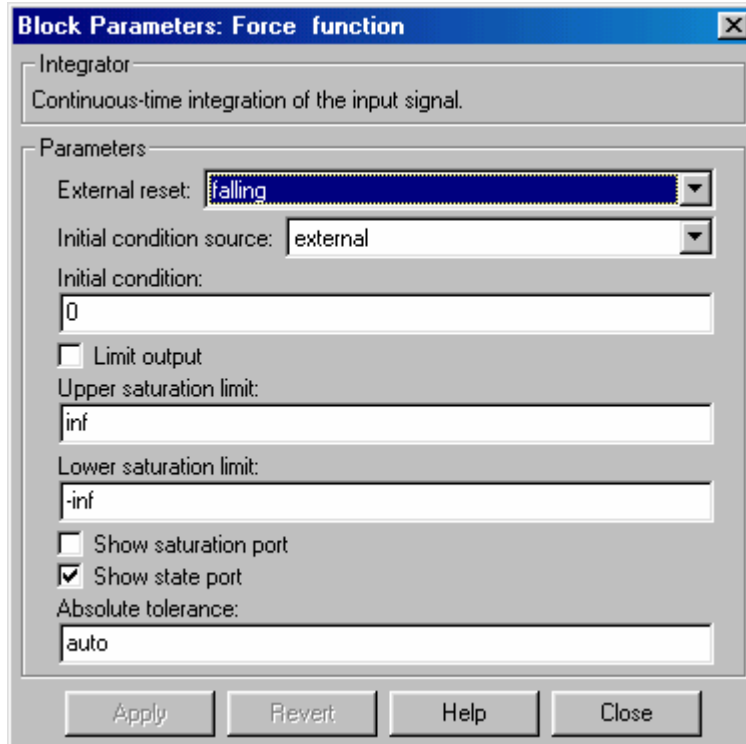 Block Parameters: Force function
Integrator
Continuous-time integration of the input signal.
Parameters
External reset: falling
Initial condition source: external
Initial condition:
0
Limit output
Upper saturation limit:
inf
Lower saturation limit:
-inf
Show saturation port
Show state port
Absolute tolerance:
auto
Apply Revert Help Close